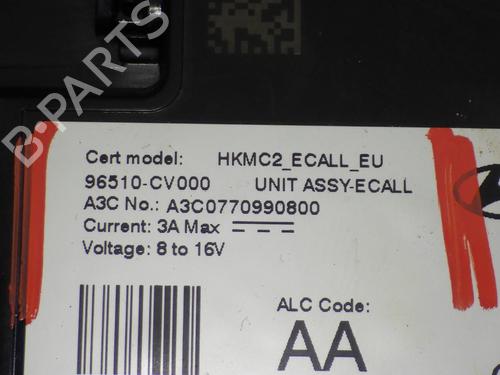 B-PARTS
Cert model: HKMC2_ECALL_EU
96510-CV000 UNIT ASSY-ECALL
A3C No.: A3C0770990800
Current: 3A Max
Voltage: 8 to 16V
ALC Code:
AA